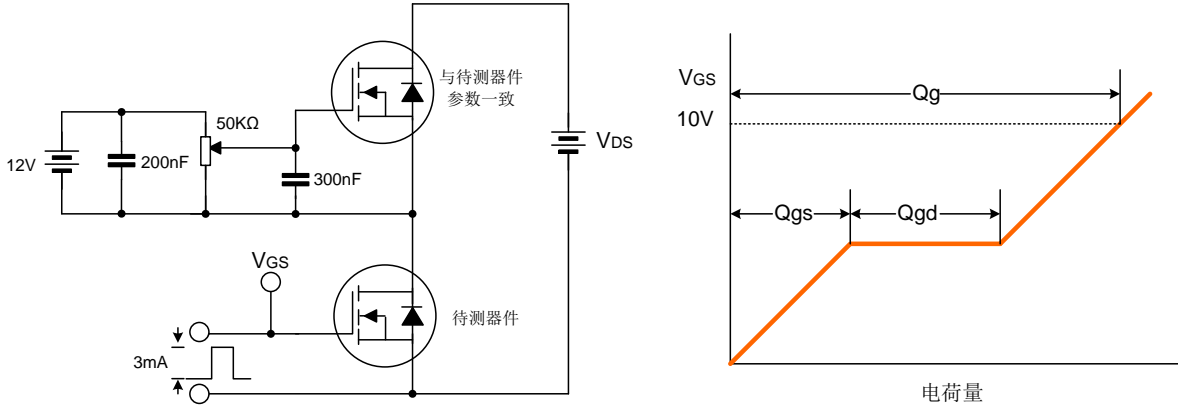 与待测器件
参数一致
50KΩ
12V
200nF
300nF
VDS
VGS
待测器件
3mA
VGS
Qg
10V
Qgs
Qgd
电荷量